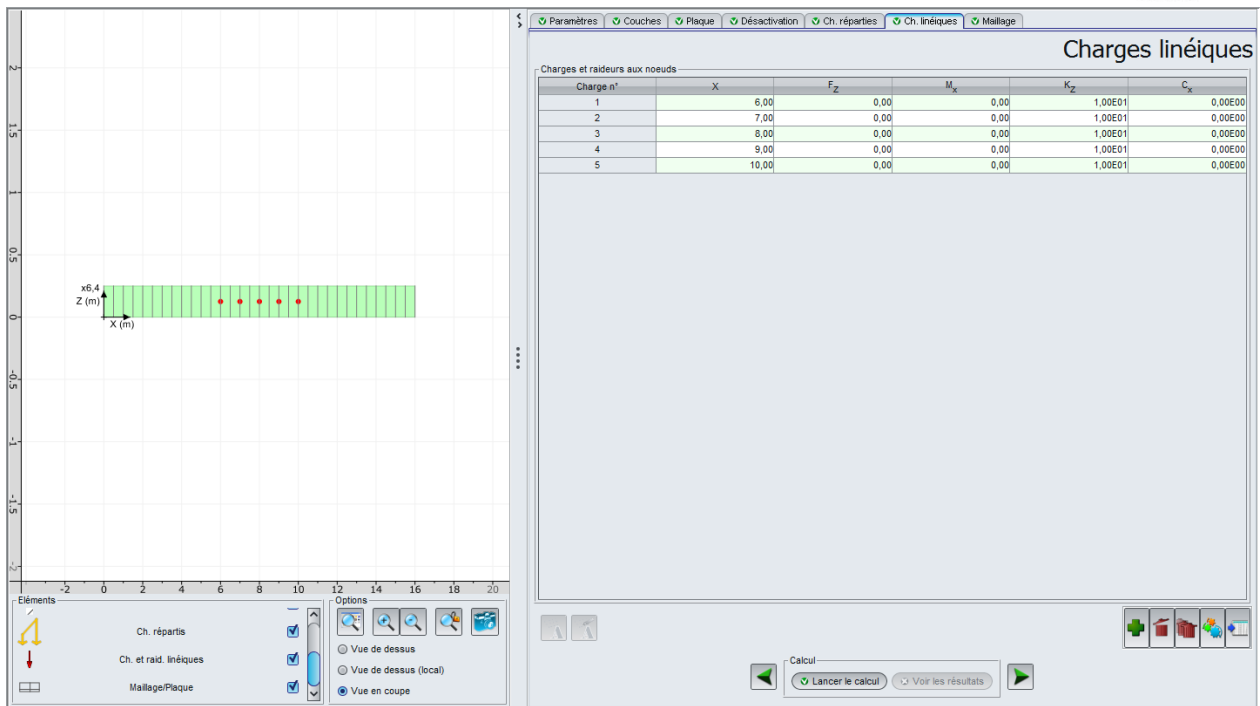 Paramètres Couches Plaque Désactivation Ch. réparties Ch. linéiques Maillage
Charges linéiques
Charges et raideurs aux noeuds
Charge n° X FZ Mx KZ Cx
1 6,00 0,00 0,00 1,00E01 0,00E00
2 7,00 0,00 0,00 1,00E01 0,00E00
3 8,00 0,00 0,00 1,00E01 0,00E00
4 9,00 0,00 0,00 1,00E01 0,00E00
5 10,00 0,00 0,00 1,00E01 0,00E00
2
1.5
1
0.5
x6,4
Z (m)
0
X (m)
-0.5
-1
-1.5
-2
-2 0 2 4 6 8 10 12 14 16 18 20
Eléments
Ch. répartis
Ch. et raid. linéiques
Maillage/Plaque
Options
Vue de dessus
Vue de dessus (local)
Vue en coupe
Calcul
Lancer le calcul Voir les résultats